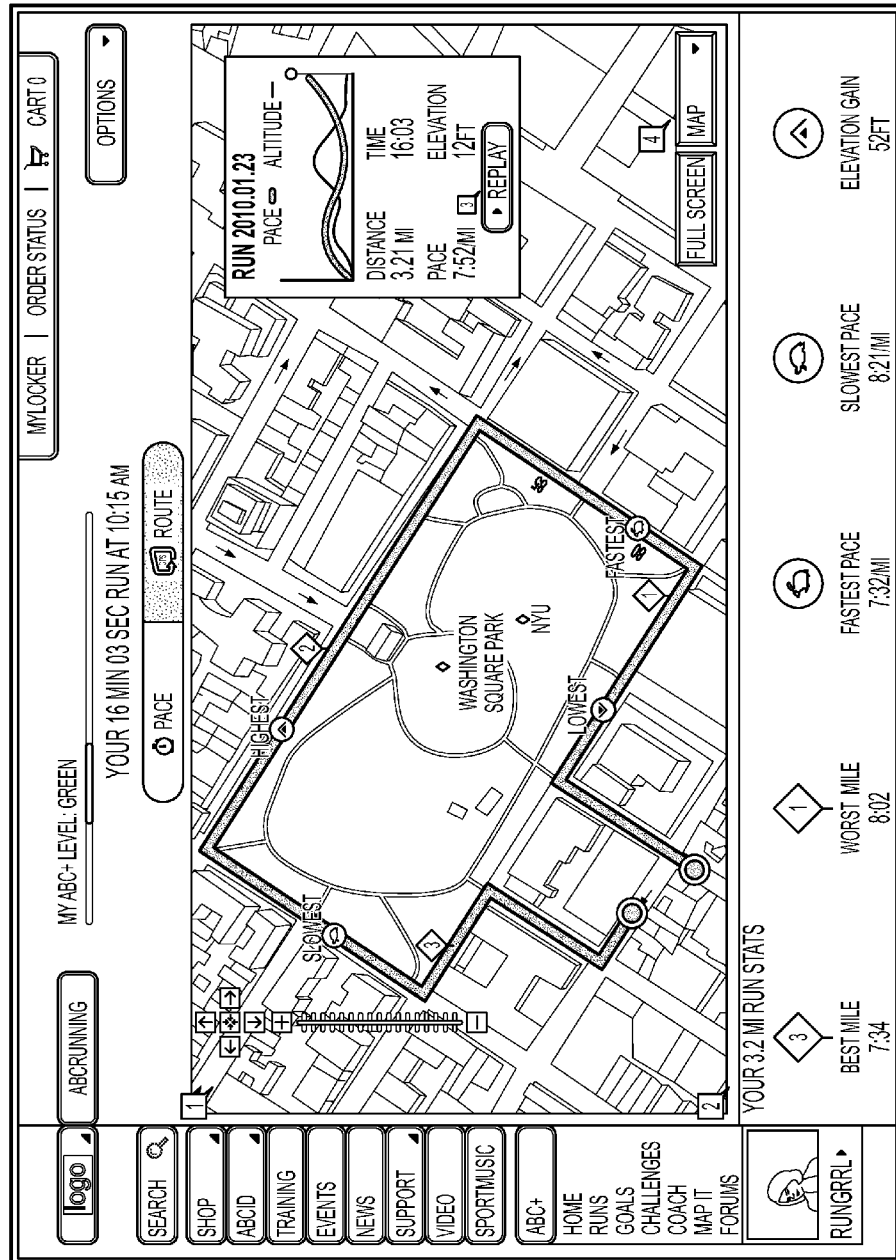 logo
ABCRUNNING
MY ABC+ LEVEL: GREEN
MYLOCKER | ORDER STATUS | CART 0
YOUR 16 MIN 03 SEC RUN AT 10:15 AM
OPTIONS
PACE
GPS ROUTE
SEARCH
SHOP
ABCID
TRAINING
EVENTS
NEWS
SUPPORT
VIDEO
SPORTMUSIC
ABC+
HOME
RUNS
GOALS
CHALLENGES
COACH
MAP IT
FORUMS
RUNGRRL
1
2
SLOWEST
HIGHEST
2
3
WASHINGTON
SQUARE PARK
NYU
LOWEST
FASTEST
1
RUN 2010.01.23
PACE ALTITUDE
DISTANCE TIME
3.21 MI 16:03
PACE ELEVATION
7:52/MI 12FT
3
REPLAY
4
FULL SCREEN MAP
YOUR 3.2 MI RUN STATS
3 1
BEST MILE WORST MILE FASTEST PACE SLOWEST PACE ELEVATION GAIN
7:34 8:02 7:32/MI 8:21/MI 52FT